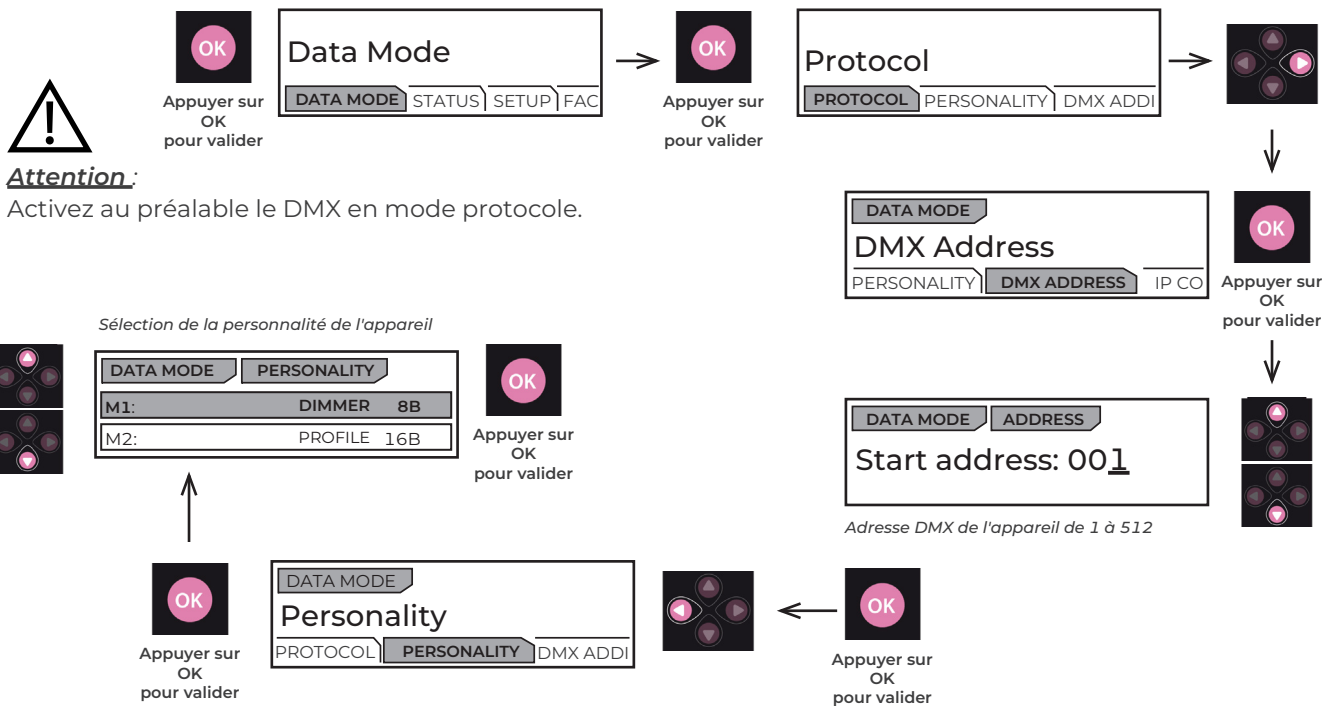 OK
Appuyer sur
OK
pour valider
Data Mode
DATA MODE STATUS SETUP FAC
OK
Appuyer sur
OK
pour valider
Protocol
PROTOCOL PERSONALITY DMX ADDI
Attention :
Activez au préalable le DMX en mode protocole.
DATA MODE
DMX Address
PERSONALITY DMX ADDRESS IP CO
OK
Appuyer sur
OK
pour valider
DATA MODE ADDRESS
Start address: 001
Adresse DMX de l'appareil de 1 à 512
OK
Appuyer sur
OK
pour valider
DATA MODE
Personality
PROTOCOL PERSONALITY DMX ADDI
OK
Appuyer sur
OK
pour valider
Sélection de la personnalité de l'appareil
DATA MODE PERSONALITY
M1: DIMMER 8B
M2: PROFILE 16B
OK
Appuyer sur
OK
pour valider